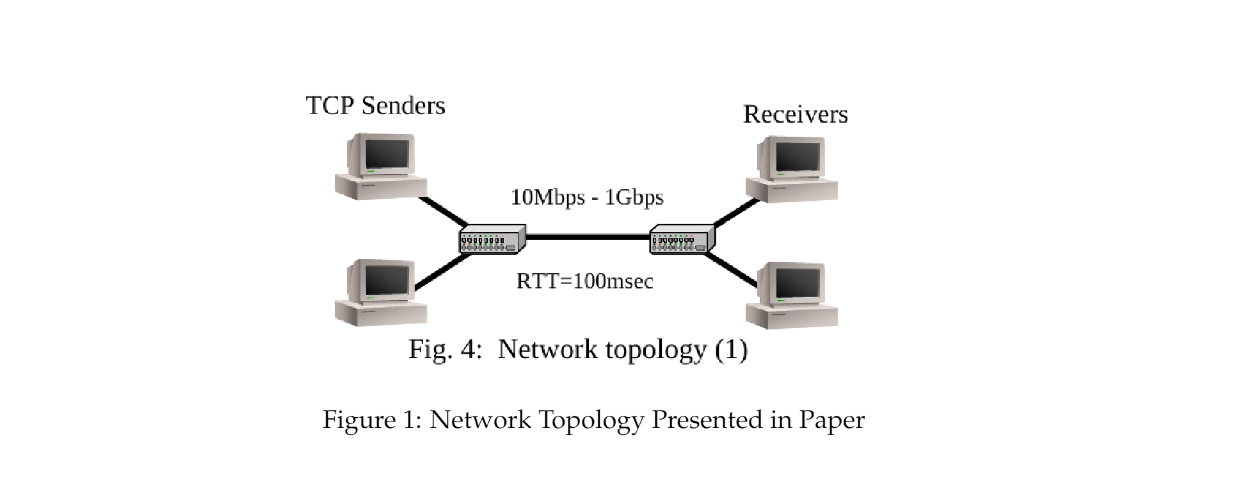 TCP Senders
Receivers
10Mbps - 1Gbps
RTT=100msec
Fig. 4: Network topology (1)
Figure 1: Network Topology Presented in Paper